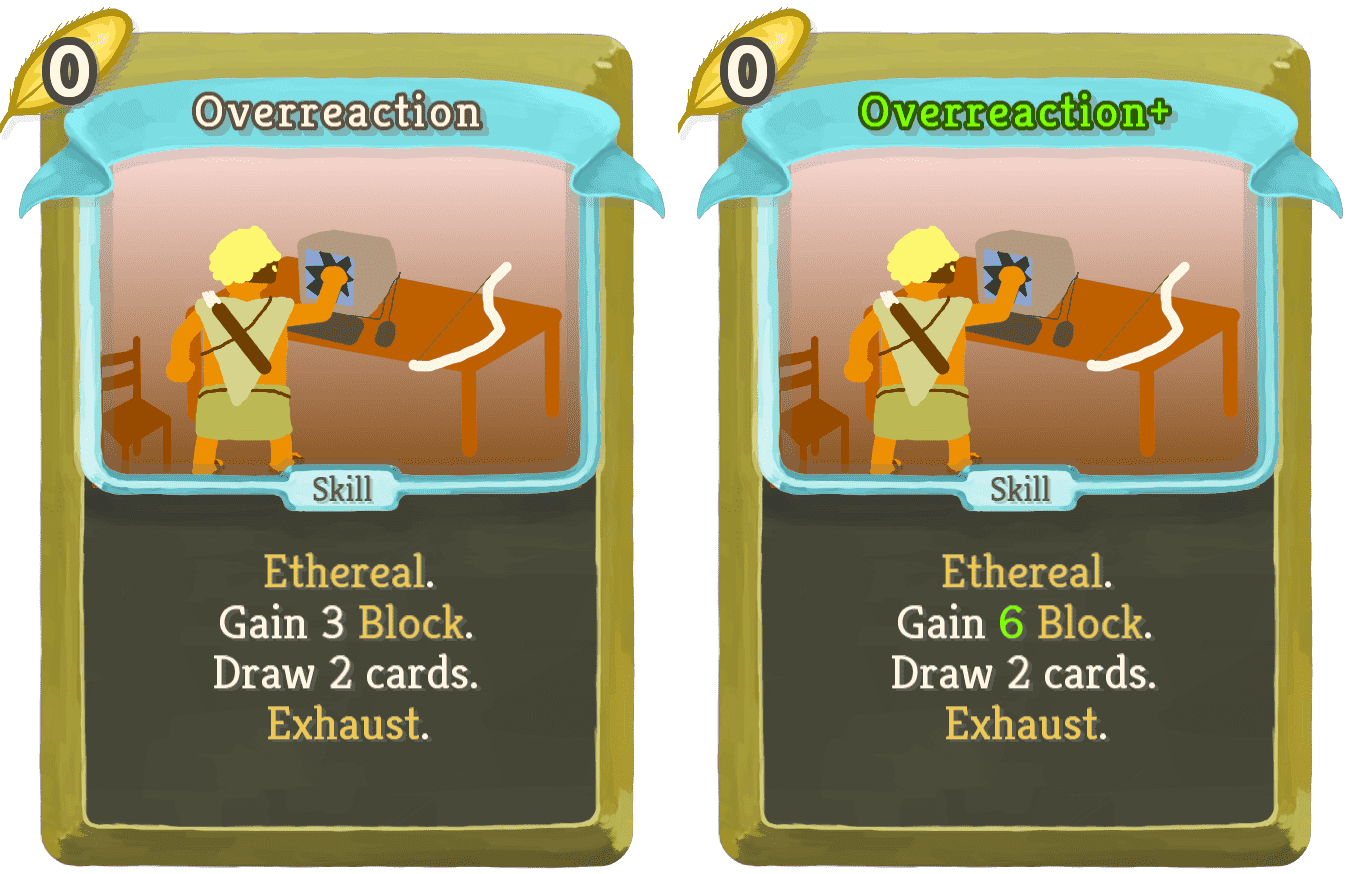 0
Overreaction
Skill
Ethereal.
Gain 3 Block.
Draw 2 cards.
Exhaust.
0
Overreaction+
Skill
Ethereal.
Gain 6 Block.
Draw 2 cards.
Exhaust.